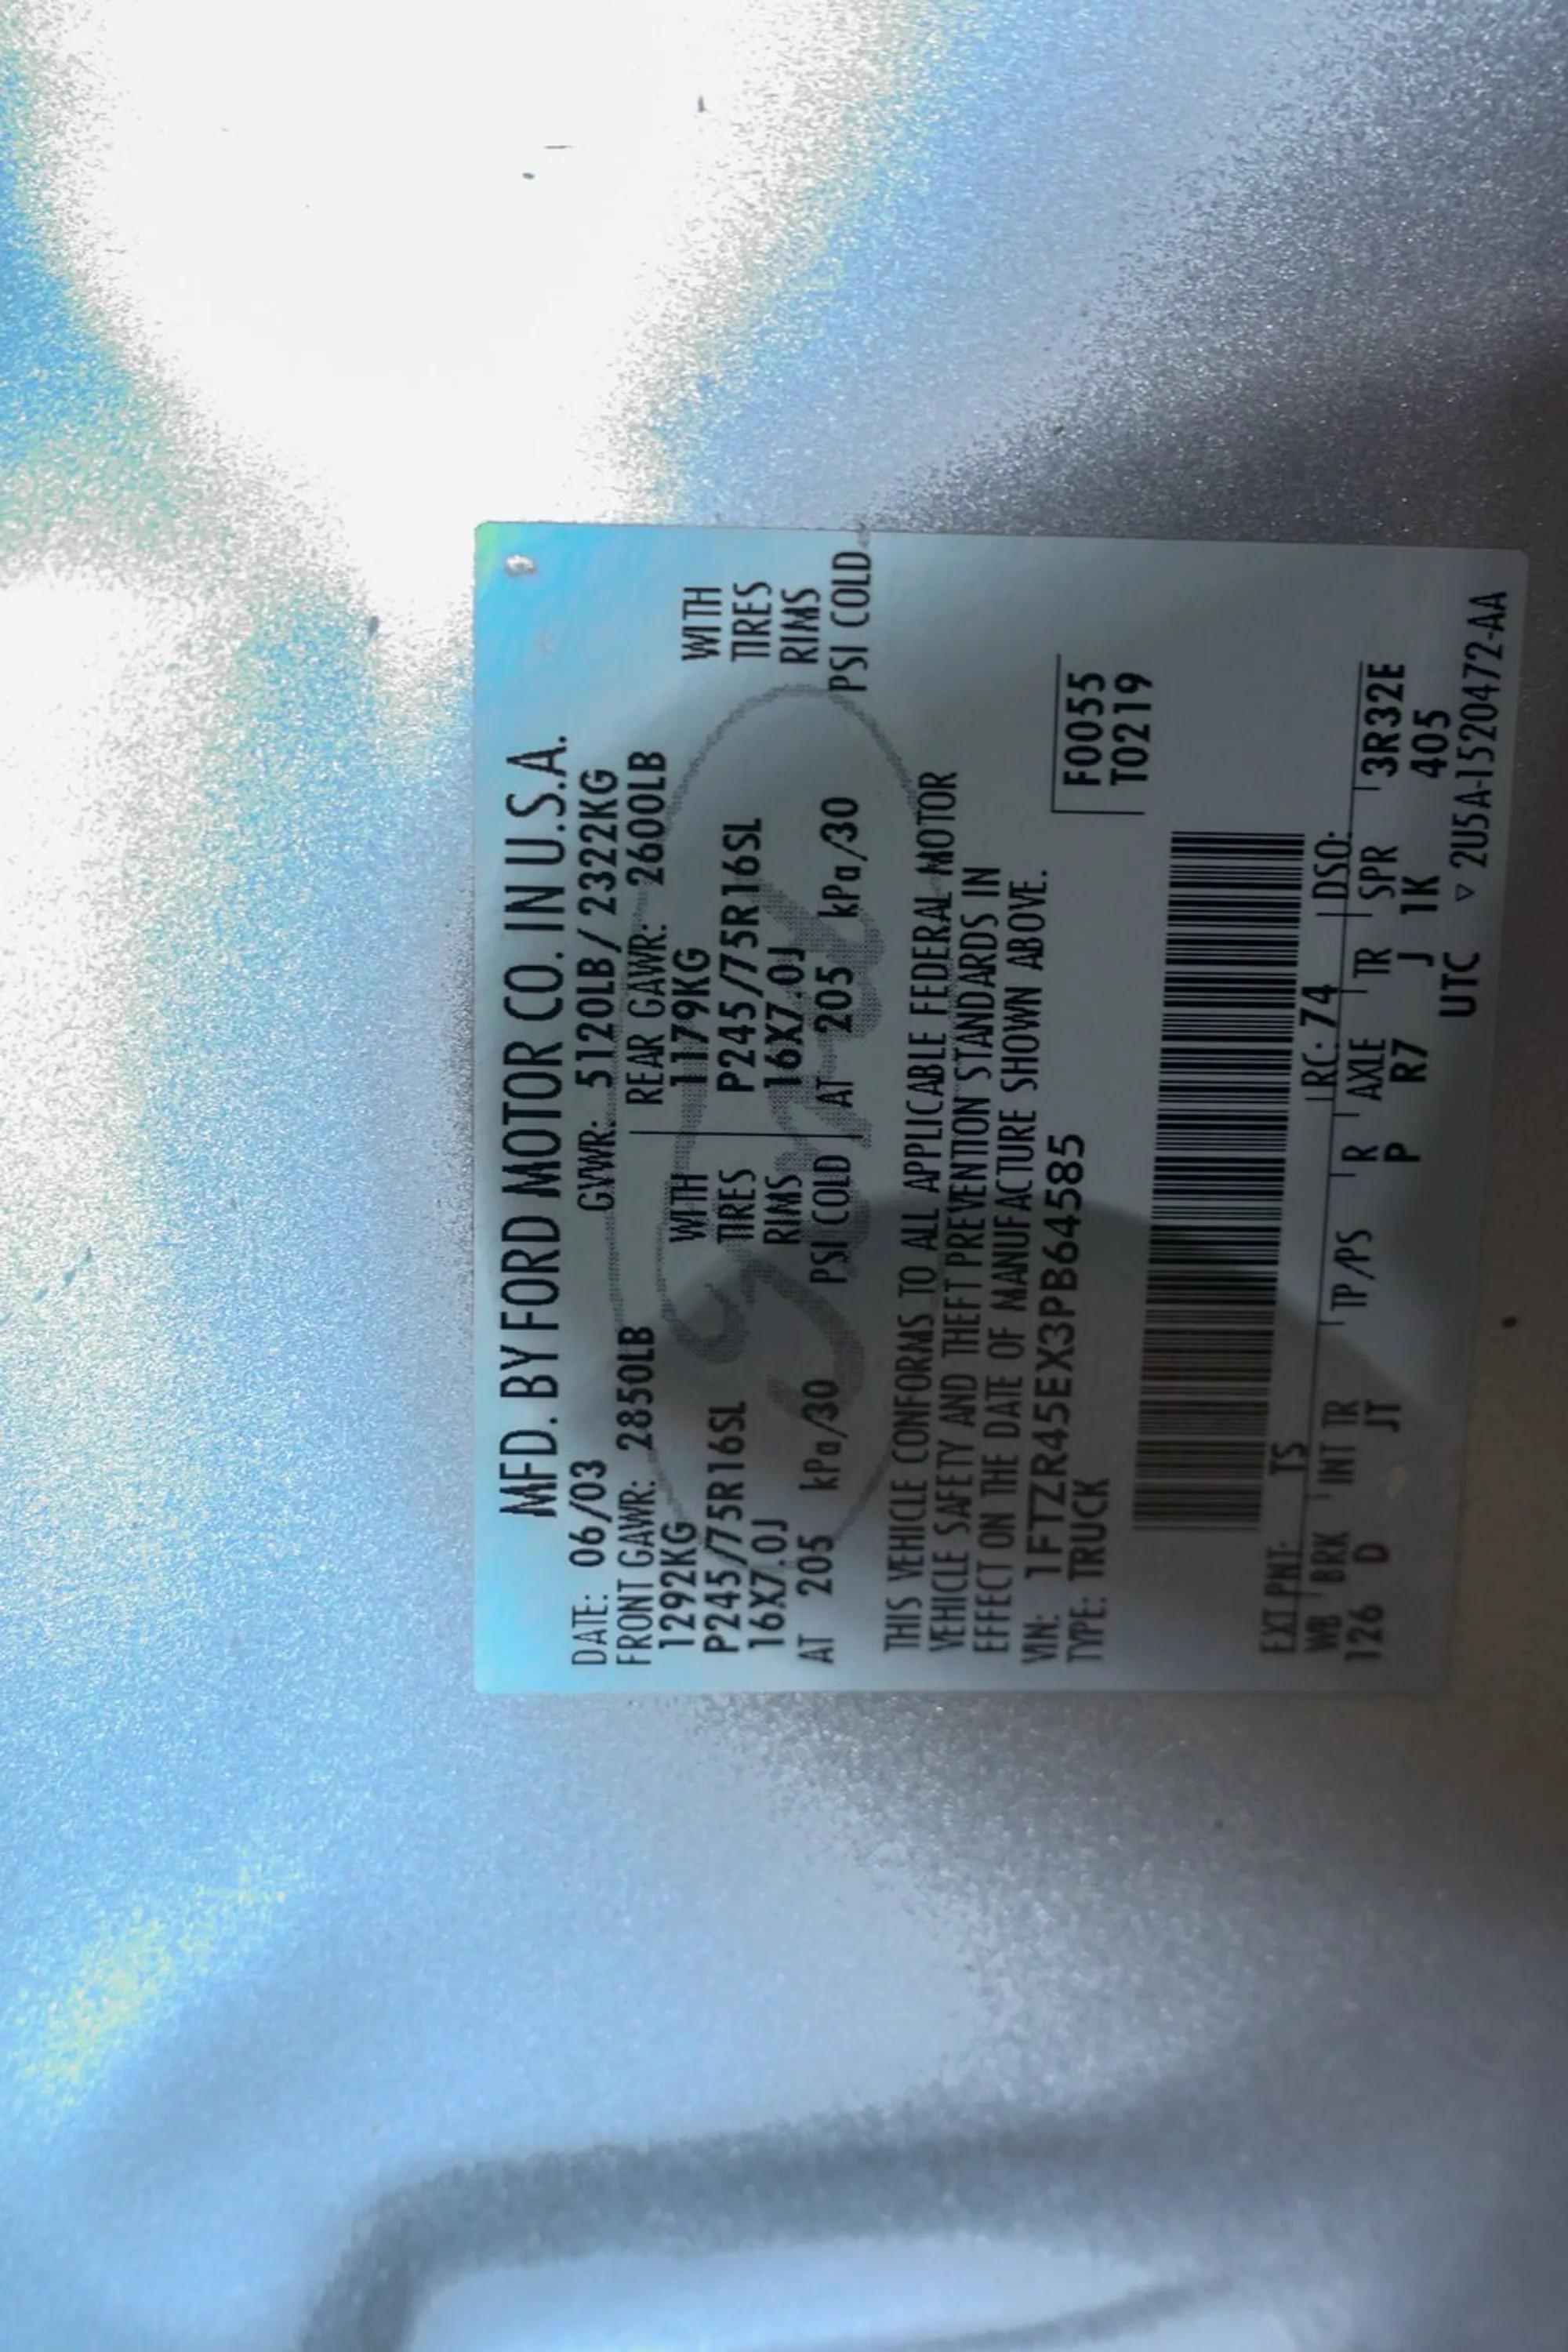 MFD. BY FORD MOTOR CO. IN U.S.A.
DATE: 06/03 GVWR: 5120LB/ 2322KG
FRONT GAWR: 2850LB REAR GAWR: 2600LB
1292KG WITH 1179KG WITH
P245/75R16SL TIRES P245/75R16SL TIRES
16X7.0J RIMS 16X7.0J RIMS
AT 205 kPa/30 PSI COLD AT 205 kPa/30 PSI COLD
THIS VEHICLE CONFORMS TO ALL APPLICABLE FEDERAL MOTOR
VEHICLE SAFETY AND THEFT PREVENTION STANDARDS IN
EFFECT ON THE DATE OF MANUFACTURE SHOWN ABOVE.
VIN: 1FTZR45EX3PB64585
TYPE: TRUCK
F0055
T0219
EXT PNT: TS RC: 74 DSO:
WB BRK INT TR TP/PS R AXLE TR SPR 3R32E
126 D JT P R7 J 1K 405
UTC ▽ 2U5A-1520472-AA
Ford